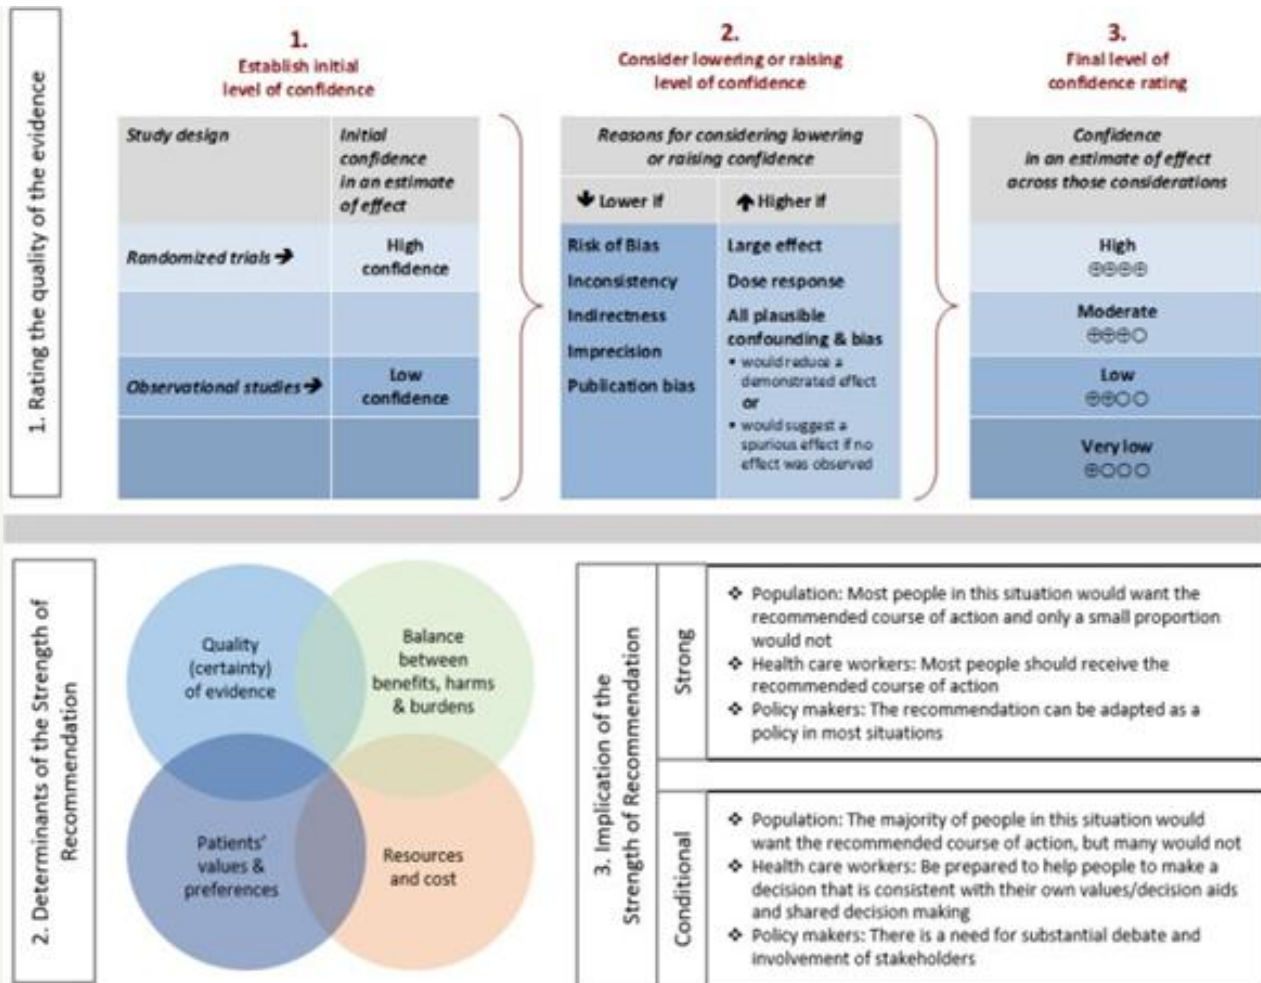 1. Rating the quality of the evidence
1.
Establish initial
level of confidence
Study design
Initial
confidence
in an estimate
of effect
Randomized trials ➔
High
confidence
Observational studies ➔
Low
confidence
2.
Consider lowering or raising
level of confidence
Reasons for considering lowering
or raising confidence
🡇 Lower if
🡅 Higher if
Risk of Bias
Inconsistency
Indirectness
Imprecision
Publication bias
Large effect
Dose response
All plausible
confounding & bias
• would reduce a
demonstrated effect
or
• would suggest a
spurious effect if no
effect was observed
3.
Final level of
confidence rating
Confidence
in an estimate of effect
across those considerations
High
⊕⊕⊕⊕
Moderate
⊕⊕⊕○
Low
⊕⊕○○
Very low
⊕○○○
2. Determinants of the Strength of
Recommendation
Quality
(certainty)
of evidence
Balance
between
benefits, harms
& burdens
Patients'
values &
preferences
Resources
and cost
3. Implication of the
Strength of Recommendation
Strong
❖ Population: Most people in this situation would want the
recommended course of action and only a small proportion
would not
❖ Health care workers: Most people should receive the
recommended course of action
❖ Policy makers: The recommendation can be adapted as a
policy in most situations
Conditional
❖ Population: The majority of people in this situation would
want the recommended course of action, but many would not
❖ Health care workers: Be prepared to help people to make a
decision that is consistent with their own values/decision aids
and shared decision making
❖ Policy makers: There is a need for substantial debate and
involvement of stakeholders